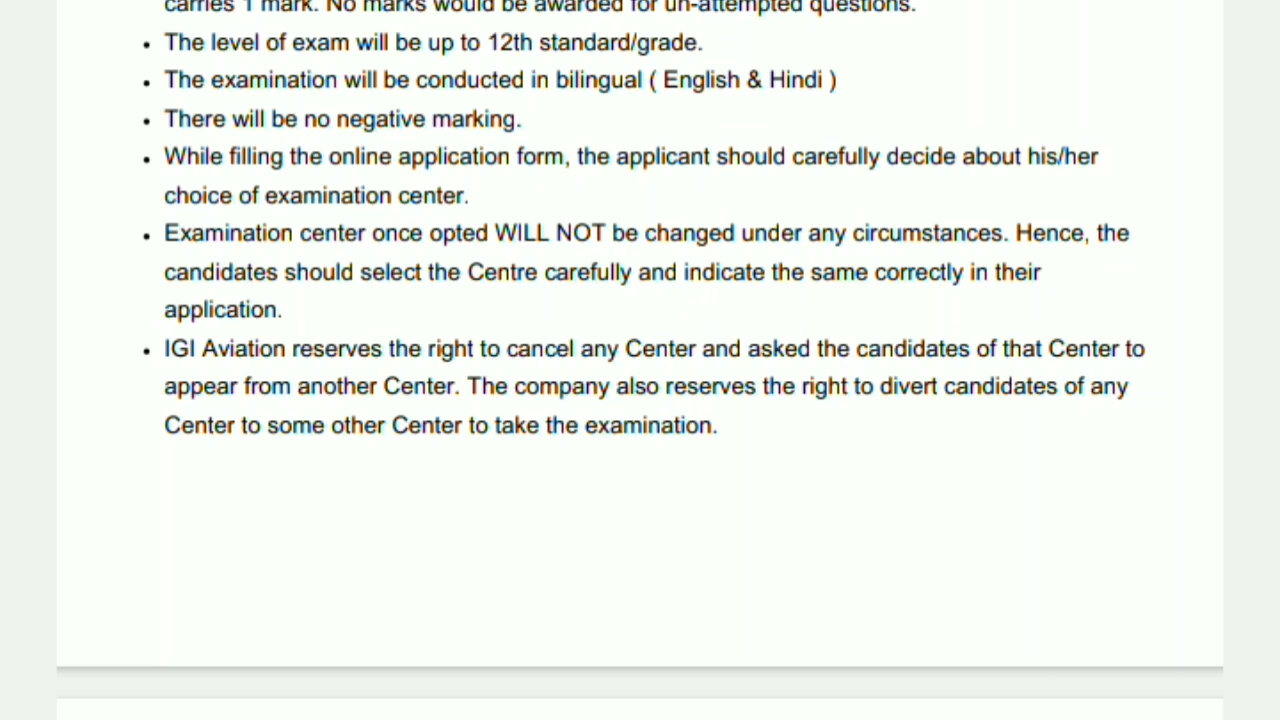 carries 1 mark. No marks would be awarded for un-attempted questions.
• The level of exam will be up to 12th standard/grade.
• The examination will be conducted in bilingual ( English & Hindi )
• There will be no negative marking.
• While filling the online application form, the applicant should carefully decide about his/her
choice of examination center.
• Examination center once opted WILL NOT be changed under any circumstances. Hence, the
candidates should select the Centre carefully and indicate the same correctly in their
application.
• IGI Aviation reserves the right to cancel any Center and asked the candidates of that Center to
appear from another Center. The company also reserves the right to divert candidates of any
Center to some other Center to take the examination.